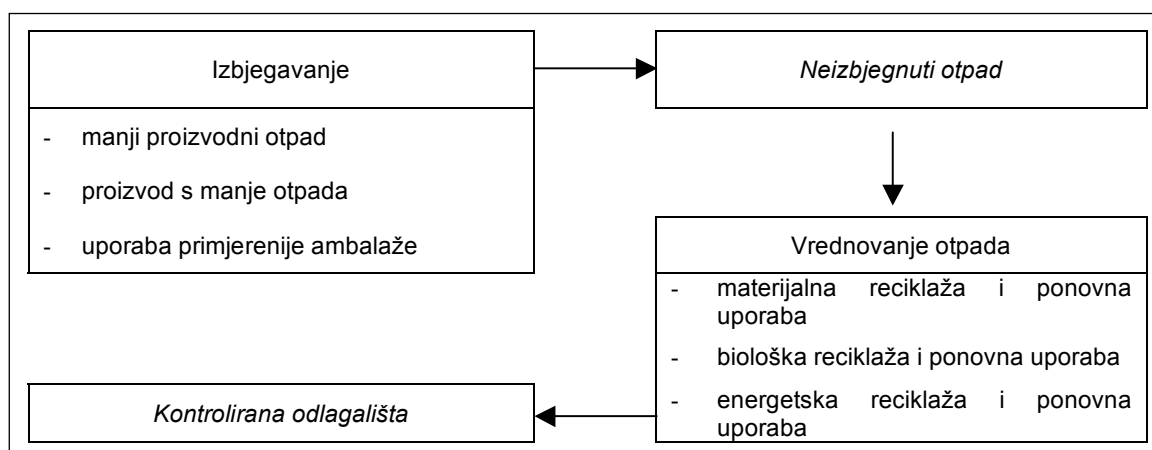 Izbjegavanje
- manji proizvodni otpad
- proizvod s manje otpada
- uporaba primjerenije ambalaže
Neizbjegnuti otpad
Vrednovanje otpada
- materijalna reciklaža i ponovna
uporaba
- biološka reciklaža i ponovna uporaba
- energetska reciklaža i ponovna
uporaba
Kontrolirana odlagališta